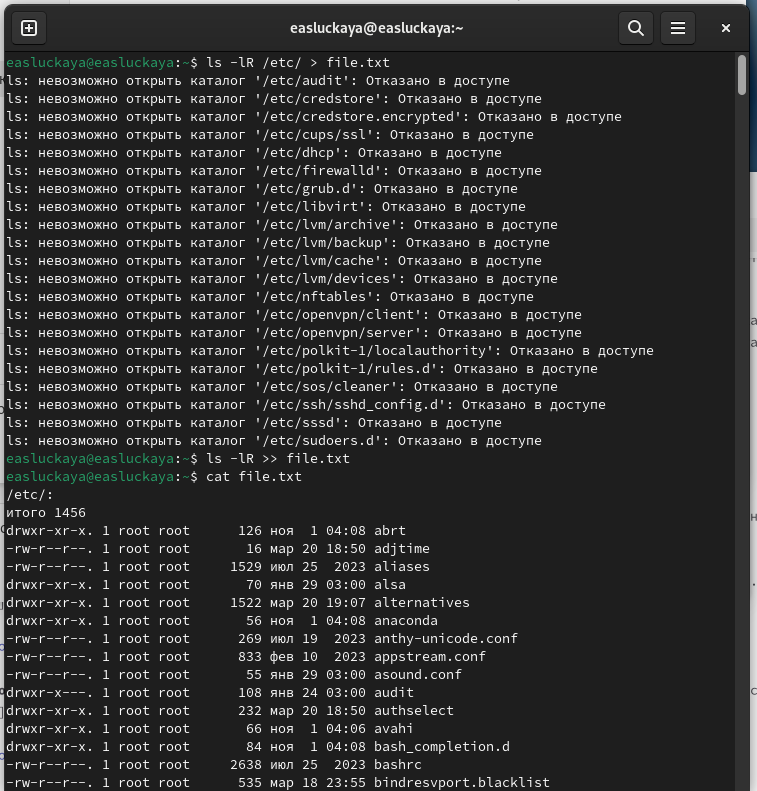 easluckaya@easluckaya:~
easluckaya@easluckaya:~$ ls -lR /etc/ > file.txt
ls: невозможно открыть каталог '/etc/audit': Отказано в доступе
ls: невозможно открыть каталог '/etc/credstore': Отказано в доступе
ls: невозможно открыть каталог '/etc/credstore.encrypted': Отказано в доступе
ls: невозможно открыть каталог '/etc/cups/ssl': Отказано в доступе
ls: невозможно открыть каталог '/etc/dhcp': Отказано в доступе
ls: невозможно открыть каталог '/etc/firewalld': Отказано в доступе
ls: невозможно открыть каталог '/etc/grub.d': Отказано в доступе
ls: невозможно открыть каталог '/etc/libvirt': Отказано в доступе
ls: невозможно открыть каталог '/etc/lvm/archive': Отказано в доступе
ls: невозможно открыть каталог '/etc/lvm/backup': Отказано в доступе
ls: невозможно открыть каталог '/etc/lvm/cache': Отказано в доступе
ls: невозможно открыть каталог '/etc/lvm/devices': Отказано в доступе
ls: невозможно открыть каталог '/etc/nftables': Отказано в доступе
ls: невозможно открыть каталог '/etc/openvpn/client': Отказано в доступе
ls: невозможно открыть каталог '/etc/openvpn/server': Отказано в доступе
ls: невозможно открыть каталог '/etc/polkit-1/localauthority': Отказано в доступе
ls: невозможно открыть каталог '/etc/polkit-1/rules.d': Отказано в доступе
ls: невозможно открыть каталог '/etc/sos/cleaner': Отказано в доступе
ls: невозможно открыть каталог '/etc/ssh/sshd_config.d': Отказано в доступе
ls: невозможно открыть каталог '/etc/sssd': Отказано в доступе
ls: невозможно открыть каталог '/etc/sudoers.d': Отказано в доступе
easluckaya@easluckaya:~$ ls -lR >> file.txt
easluckaya@easluckaya:~$ cat file.txt
/etc/:
итого 1456
drwxr-xr-x. 1 root root      126 ноя  1 04:08 abrt
-rw-r--r--. 1 root root       16 мар 20 18:50 adjtime
-rw-r--r--. 1 root root     1529 июл 25  2023 aliases
drwxr-xr-x. 1 root root       70 янв 29 03:00 alsa
drwxr-xr-x. 1 root root     1522 мар 20 19:07 alternatives
drwxr-xr-x. 1 root root       56 ноя  1 04:08 anaconda
-rw-r--r--. 1 root root      269 июл 19  2023 anthy-unicode.conf
-rw-r--r--. 1 root root      833 фев 10  2023 appstream.conf
-rw-r--r--. 1 root root       55 янв 29 03:00 asound.conf
drwxr-x---. 1 root root      108 янв 24 03:00 audit
drwxr-xr-x. 1 root root      232 мар 20 18:50 authselect
drwxr-xr-x. 1 root root       66 ноя  1 04:06 avahi
drwxr-xr-x. 1 root root       84 ноя  1 04:08 bash_completion.d
-rw-r--r--. 1 root root     2638 июл 25  2023 bashrc
-rw-r--r--. 1 root root      535 мар 18 23:55 bindresvport.blacklist